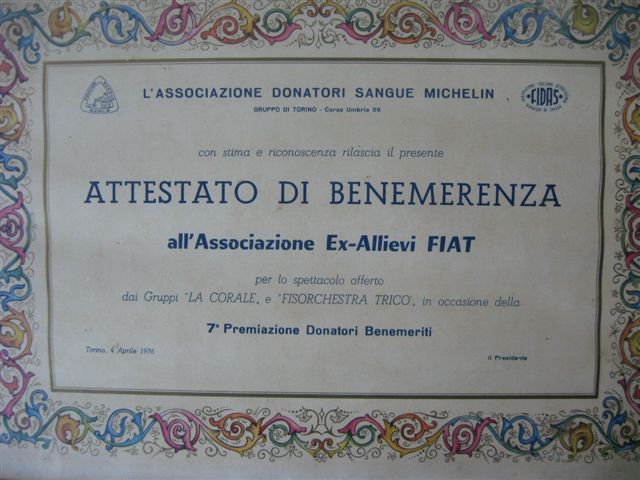 L'ASSOCIAZIONE DONATORI SANGUE MICHELIN
GRUPPO DI TORINO - Corso Umbria 59
FIDAS
con stima e riconoscenza rilascia il presente
ATTESTATO DI BENEMERENZA
all'Associazione Ex-Allievi FIAT
per lo spettacolo offerto
dai Gruppi "LA CORALE„ e "FISORCHESTRA TRICO', in occasione della
7ª Premiazione Donatori Benemeriti
Torino, 4 Aprile 1976
il Presidente